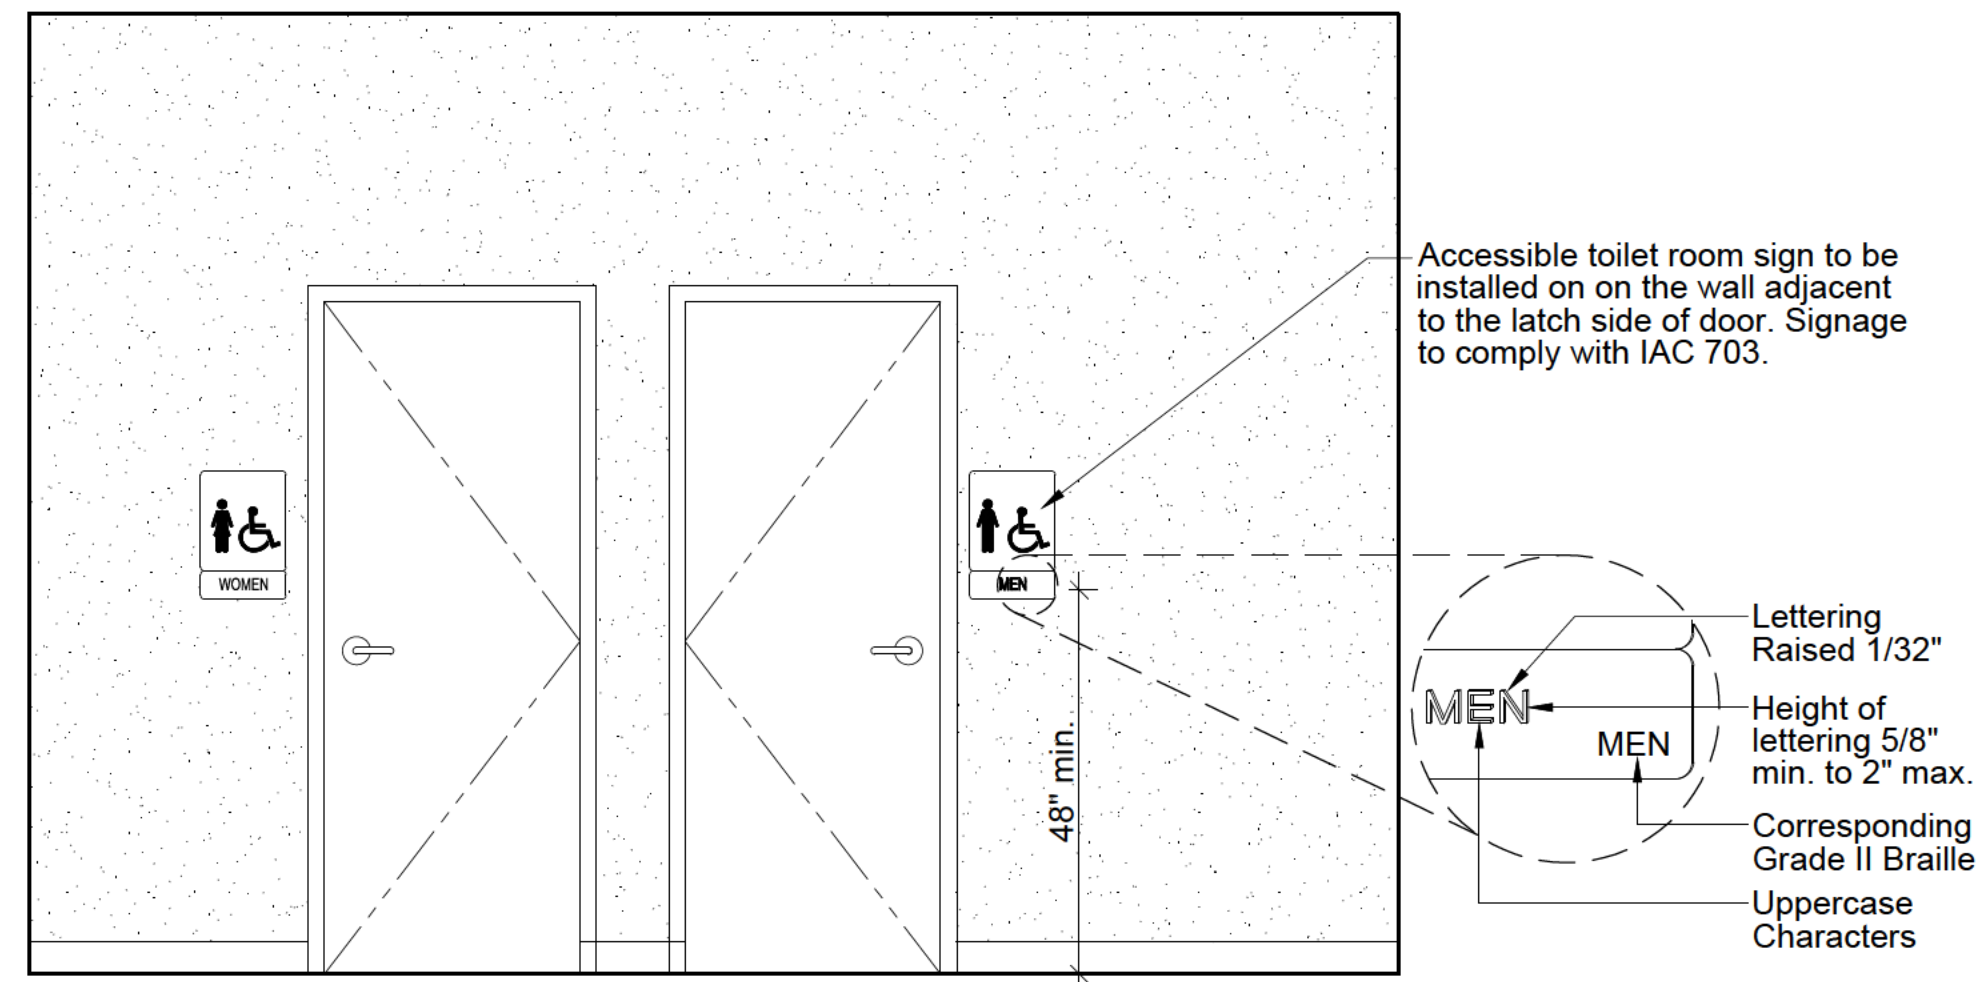 Accessible toilet room sign to be
installed on on the wall adjacent
to the latch side of door. Signage
to comply with IAC 703.
WOMEN
MEN
48" min.
MEN
MEN
Lettering
Raised 1/32"
Height of
lettering 5/8"
min. to 2" max.
Corresponding
Grade II Braille
Uppercase
Characters